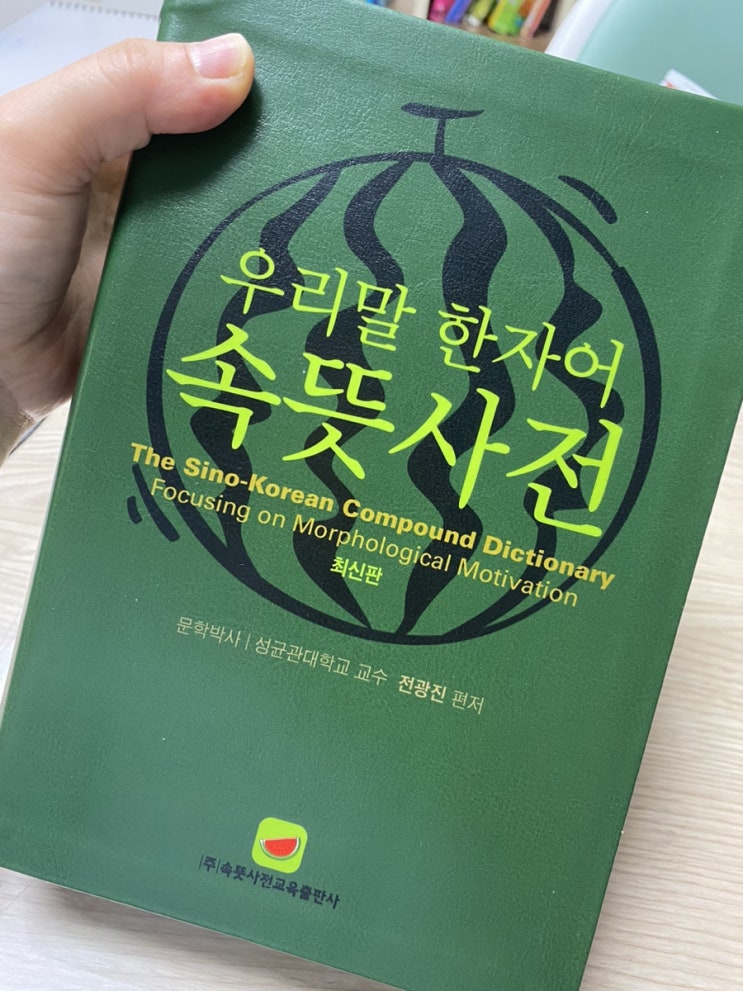 우리말 한자어
속뜻사전
The Sino-Korean Compound Dictionary
Focusing on Morphological Motivation
최신판
문학박사 | 성균관대학교 교수 전광진 편저
|주|속뜻사전교육출판사